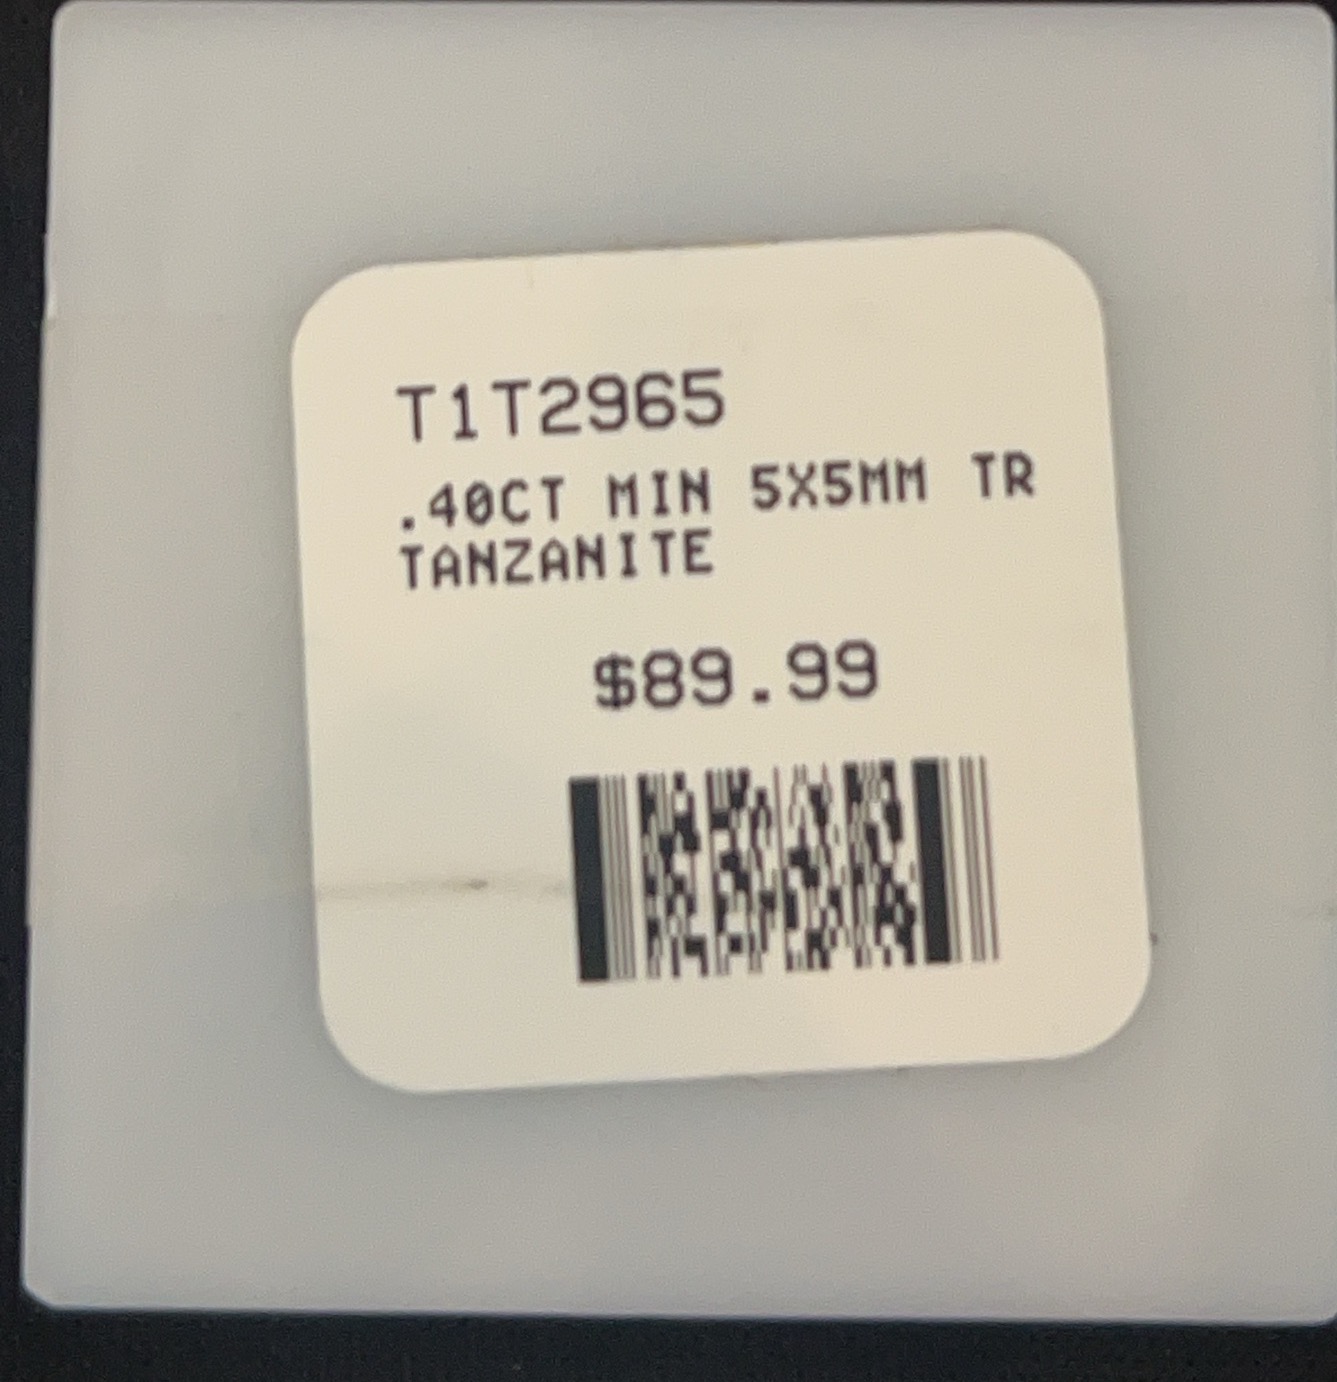 T1T2965
.40CT MIN 5X5MM TR
TANZANITE
$89.99